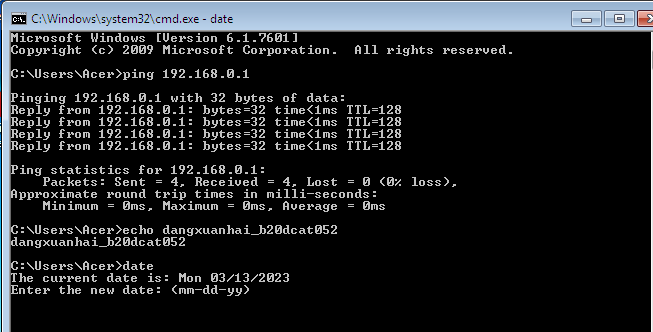 C:\Windows\system32\cmd.exe - date
Microsoft Windows [Version 6.1.7601]
Copyright (c) 2009 Microsoft Corporation.  All rights reserved.
C:\Users\Acer>ping 192.168.0.1
Pinging 192.168.0.1 with 32 bytes of data:
Reply from 192.168.0.1: bytes=32 time<1ms TTL=128
Reply from 192.168.0.1: bytes=32 time<1ms TTL=128
Reply from 192.168.0.1: bytes=32 time<1ms TTL=128
Reply from 192.168.0.1: bytes=32 time<1ms TTL=128
Ping statistics for 192.168.0.1:
    Packets: Sent = 4, Received = 4, Lost = 0 (0% loss),
Approximate round trip times in milli-seconds:
    Minimum = 0ms, Maximum = 0ms, Average = 0ms
C:\Users\Acer>echo dangxuanhai_b20dcat052
dangxuanhai_b20dcat052
C:\Users\Acer>date
The current date is: Mon 03/13/2023
Enter the new date: (mm-dd-yy)